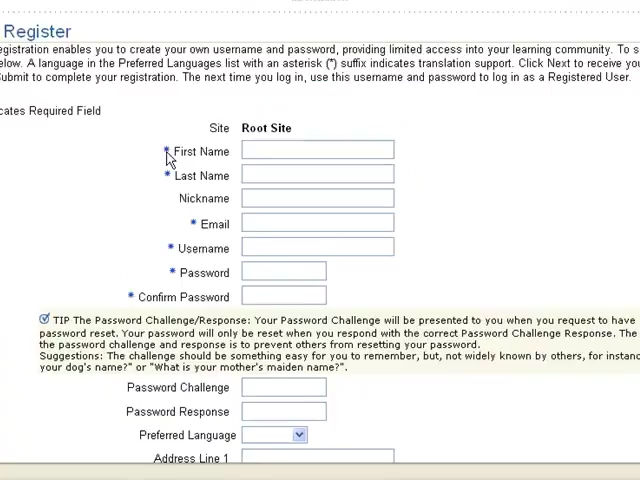 Register
egistration enables you to create your own username and password, providing limited access into your learning community. To s
elow. A language in the Preferred Languages list with an asterisk (*) suffix indicates translation support. Click Next to receive you
Submit to complete your registration. The next time you log in, use this username and password to log in as a Registered User.
cates Required Field
Site Root Site
* First Name
* Last Name
Nickname
* Email
* Username
* Password
* Confirm Password
TIP The Password Challenge/Response: Your Password Challenge will be presented to you when you request to have
password reset. Your password will only be reset when you respond with the correct Password Challenge Response. The
the password challenge and response is to prevent others from resetting your password.
Suggestions: The challenge should be something easy for you to remember, but, not widely known by others, for instanc
your dog's name?" or "What is your mother's maiden name?".
Password Challenge
Password Response
Preferred Language
Address Line 1